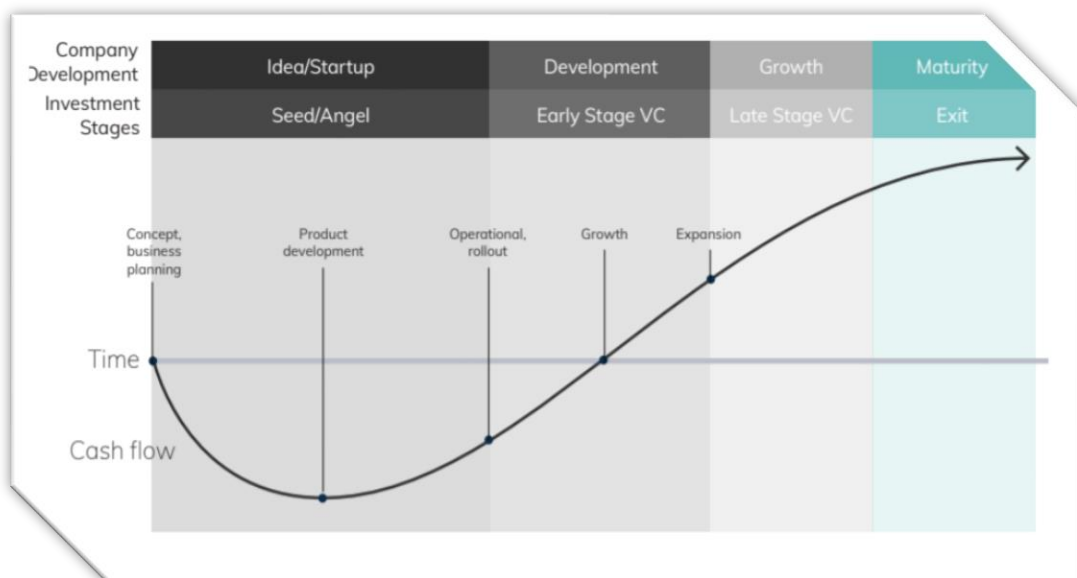 Company
Development
Idea/Startup
Development
Growth
Maturity
Investment
Stages
Seed/Angel
Early Stage VC
Late Stage VC
Exit
Concept,
business
planning
Product
development
Operational,
rollout
Growth
Expansion
Time
Cash flow